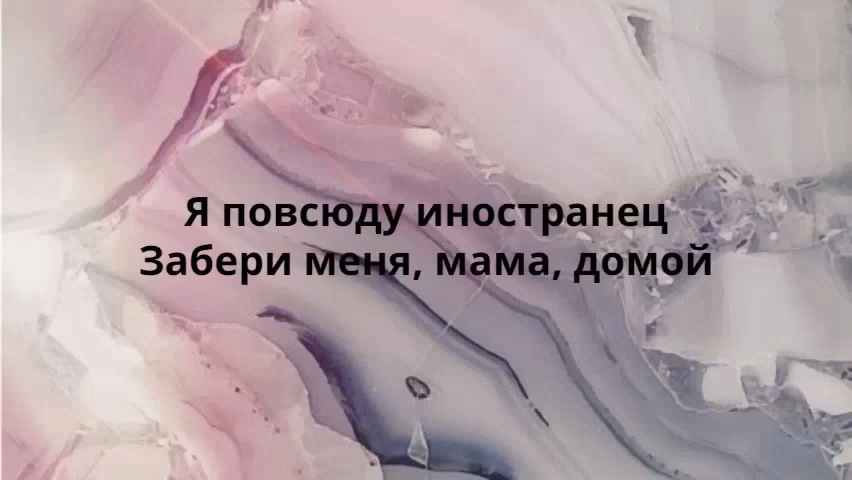 Я повсюду иностранец
Забери меня, мама, домой